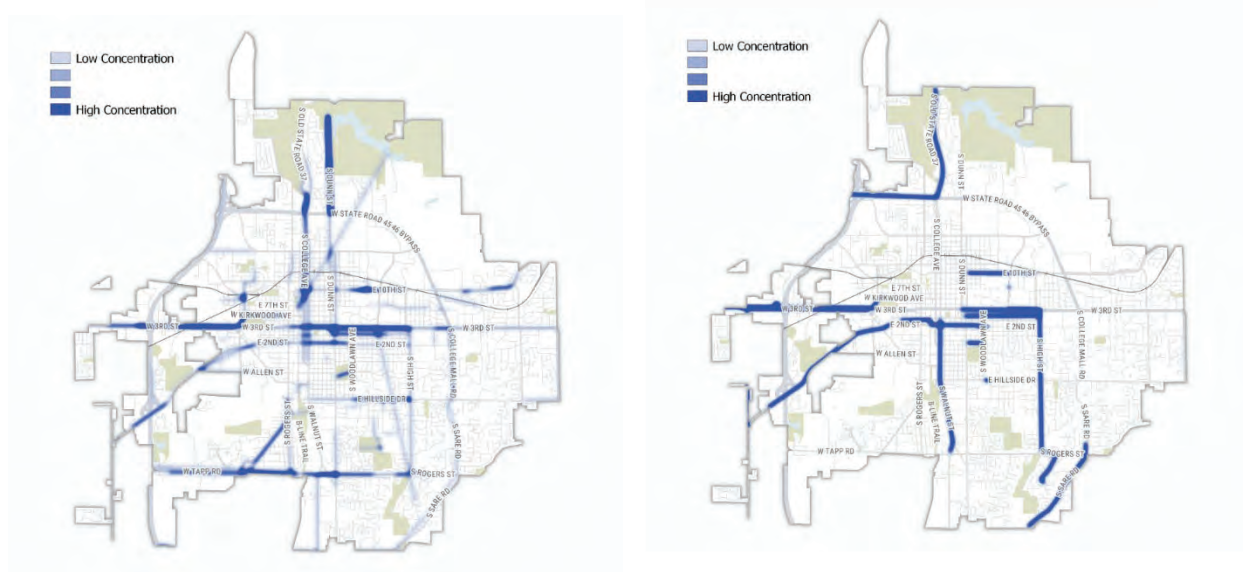 Low Concentration
High Concentration
S OLD STATE ROAD 37
S DUNN ST
W STATE ROAD 45 46 BYPASS
S COLLEGE AVE
S DUNN ST
E 10TH ST
E 7TH ST
W KIRKWOOD AVE
W 3RD ST
W 3RD ST
W 3RD ST
E 2ND ST
E 2ND ST
S WOODLAWN AVE
S HIGH ST
S COLLEGE MALL RD
W ALLEN ST
E HILLSIDE DR
S ROGERS ST
B-LINE TRAIL
S WALNUT ST
S SARE RD
W TAPP RD
S ROGERS ST
S SARE RD
Low Concentration
High Concentration
S OLD STATE ROAD 37
S DUNN ST
W STATE ROAD 45 46 BYPASS
S COLLEGE AVE
S DUNN ST
E 10TH ST
E 7TH ST
W KIRKWOOD AVE
W 3RD ST
W 3RD ST
W 3RD ST
E 2ND ST
E 2ND ST
S WOODLAWN AVE
S HIGH ST
S COLLEGE MALL RD
W ALLEN ST
E HILLSIDE DR
S ROGERS ST
B-LINE TRAIL
S WALNUT ST
S SARE RD
W TAPP RD
S ROGERS ST
S SARE RD